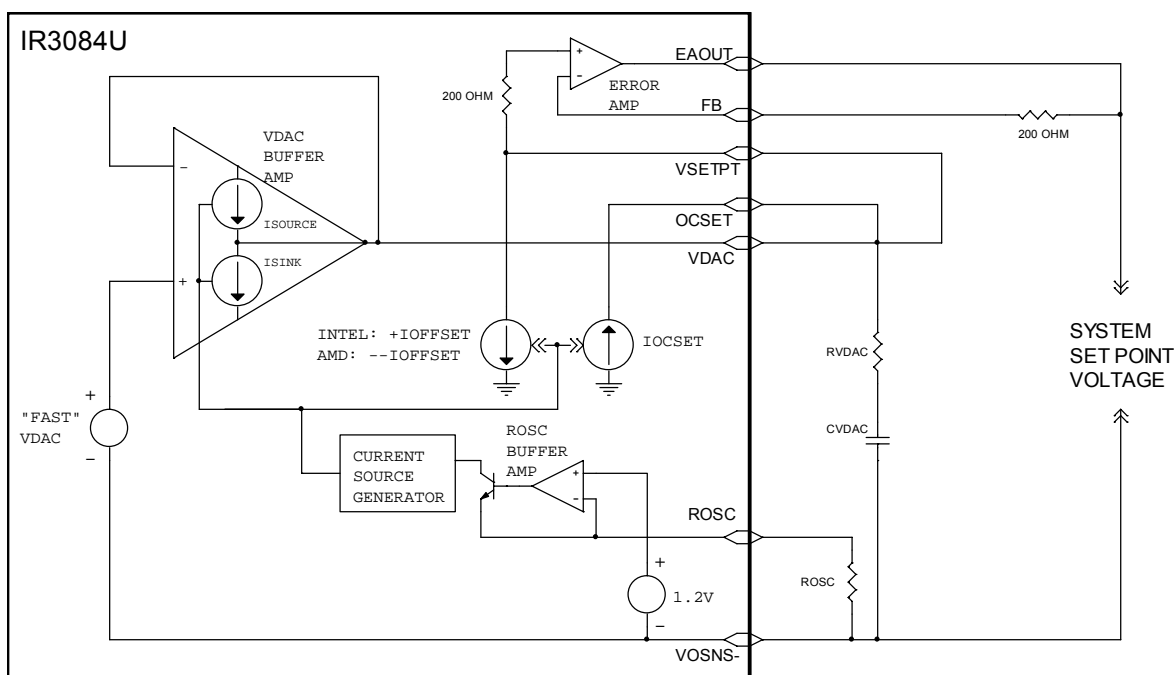 IR3084U
EAOUT
+
-
ERROR
AMP
200 OHM
FB
200 OHM
VDAC
BUFFER
AMP
-
VSETPT
ISOURCE
OCSET
VDAC
ISINK
+
INTEL: +IOFFSET
AMD: --IOFFSET
IOCSET
SYSTEM
SET POINT
VOLTAGE
RVDAC
CVDAC
+
"FAST"
VDAC
-
ROSC
BUFFER
AMP
CURRENT
SOURCE
GENERATOR
+
-
ROSC
ROSC
+
1.2V
-
VOSNS-